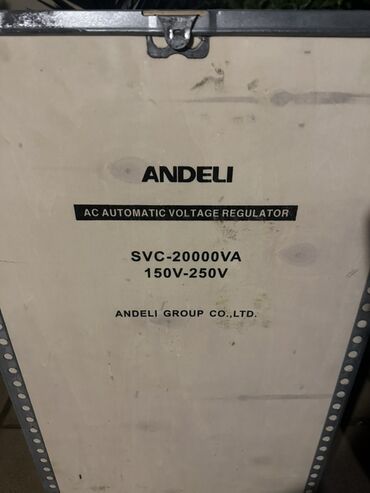 ANDELI
AC AUTOMATIC VOLTAGE REGULATOR
SVC-20000VA
150V-250V
ANDELI GROUP CO.,LTD.